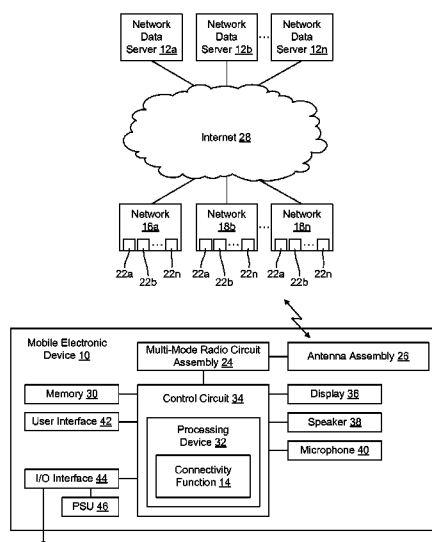 Network Data Server 12a
Network Data Server 12b
...
Network Data Server 12n
Internet 28
Network 18a
Network 18b
...
Network 18n
22a 22b ... 22n
22a 22b ... 22n
22a 22b ... 22n
Mobile Electronic Device 10
Multi-Mode Radio Circuit Assembly 24
Antenna Assembly 26
Memory 30
Control Circuit 34
Display 36
User Interface 42
Processing Device 32
Speaker 38
Microphone 40
Connectivity Function 14
I/O Interface 44
PSU 46